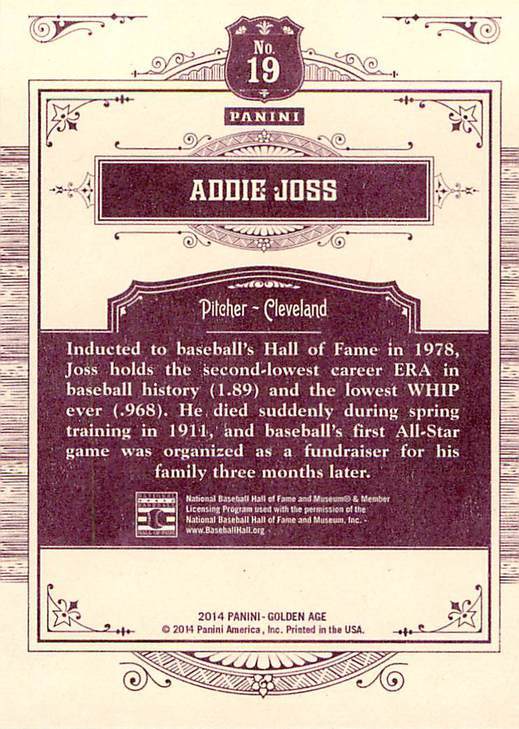 No.
19
PANINI
ADDIE JOSS
Pitcher ~ Cleveland
Inducted to baseball's Hall of Fame in 1978,
Joss holds the second-lowest career ERA in
baseball history (1.89) and the lowest WHIP
ever (.968). He died suddenly during spring
training in 1911, and baseball's first All-Star
game was organized as a fundraiser for his
family three months later.
National Baseball Hall of Fame and Museum® & Member
Licensing Program used with the permission of the
National Baseball Hall of Fame and Museum, Inc. -
www.BaseballHall.org
2014 PANINI - GOLDEN AGE
© 2014 Panini America, Inc. Printed in the USA.